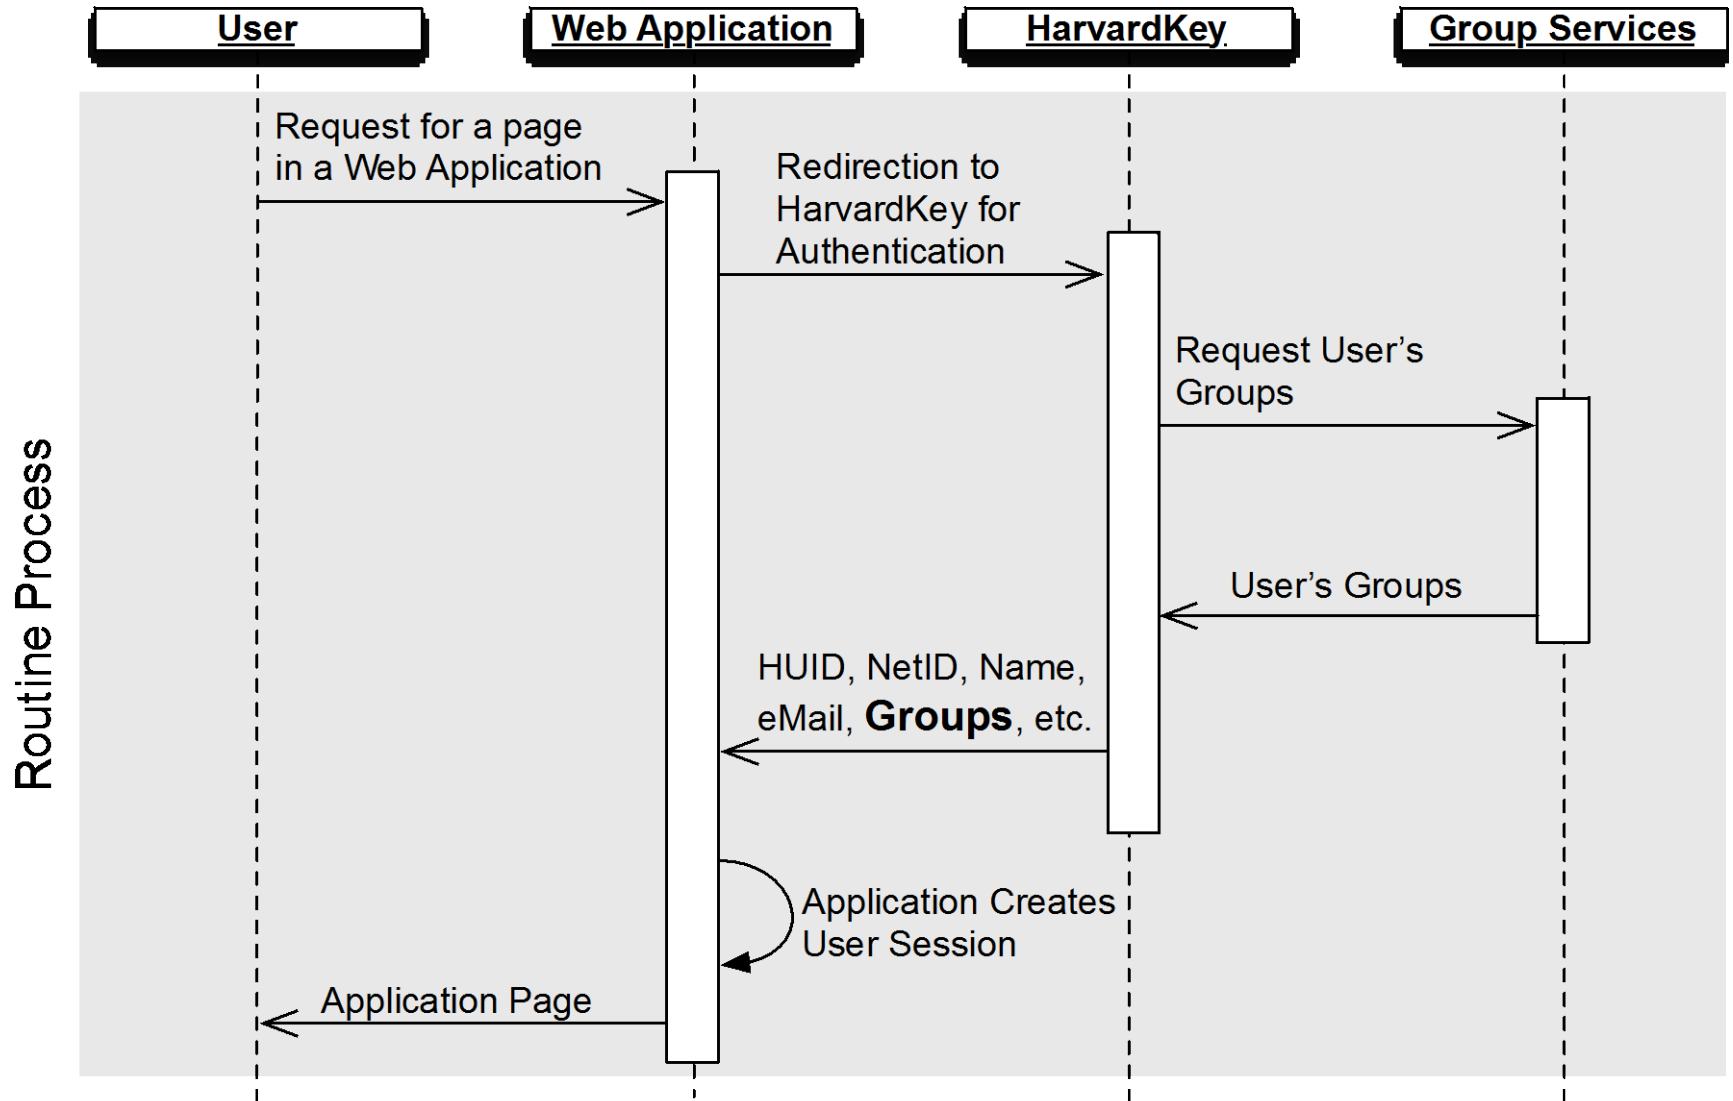 User
Web Application
HarvardKey
Group Services
Request for a page
in a Web Application
Redirection to
HarvardKey for
Authentication
Request User’s
Groups
User’s Groups
HUID, NetID, Name,
eMail, Groups, etc.
Application Creates
User Session
Application Page
Routine Process